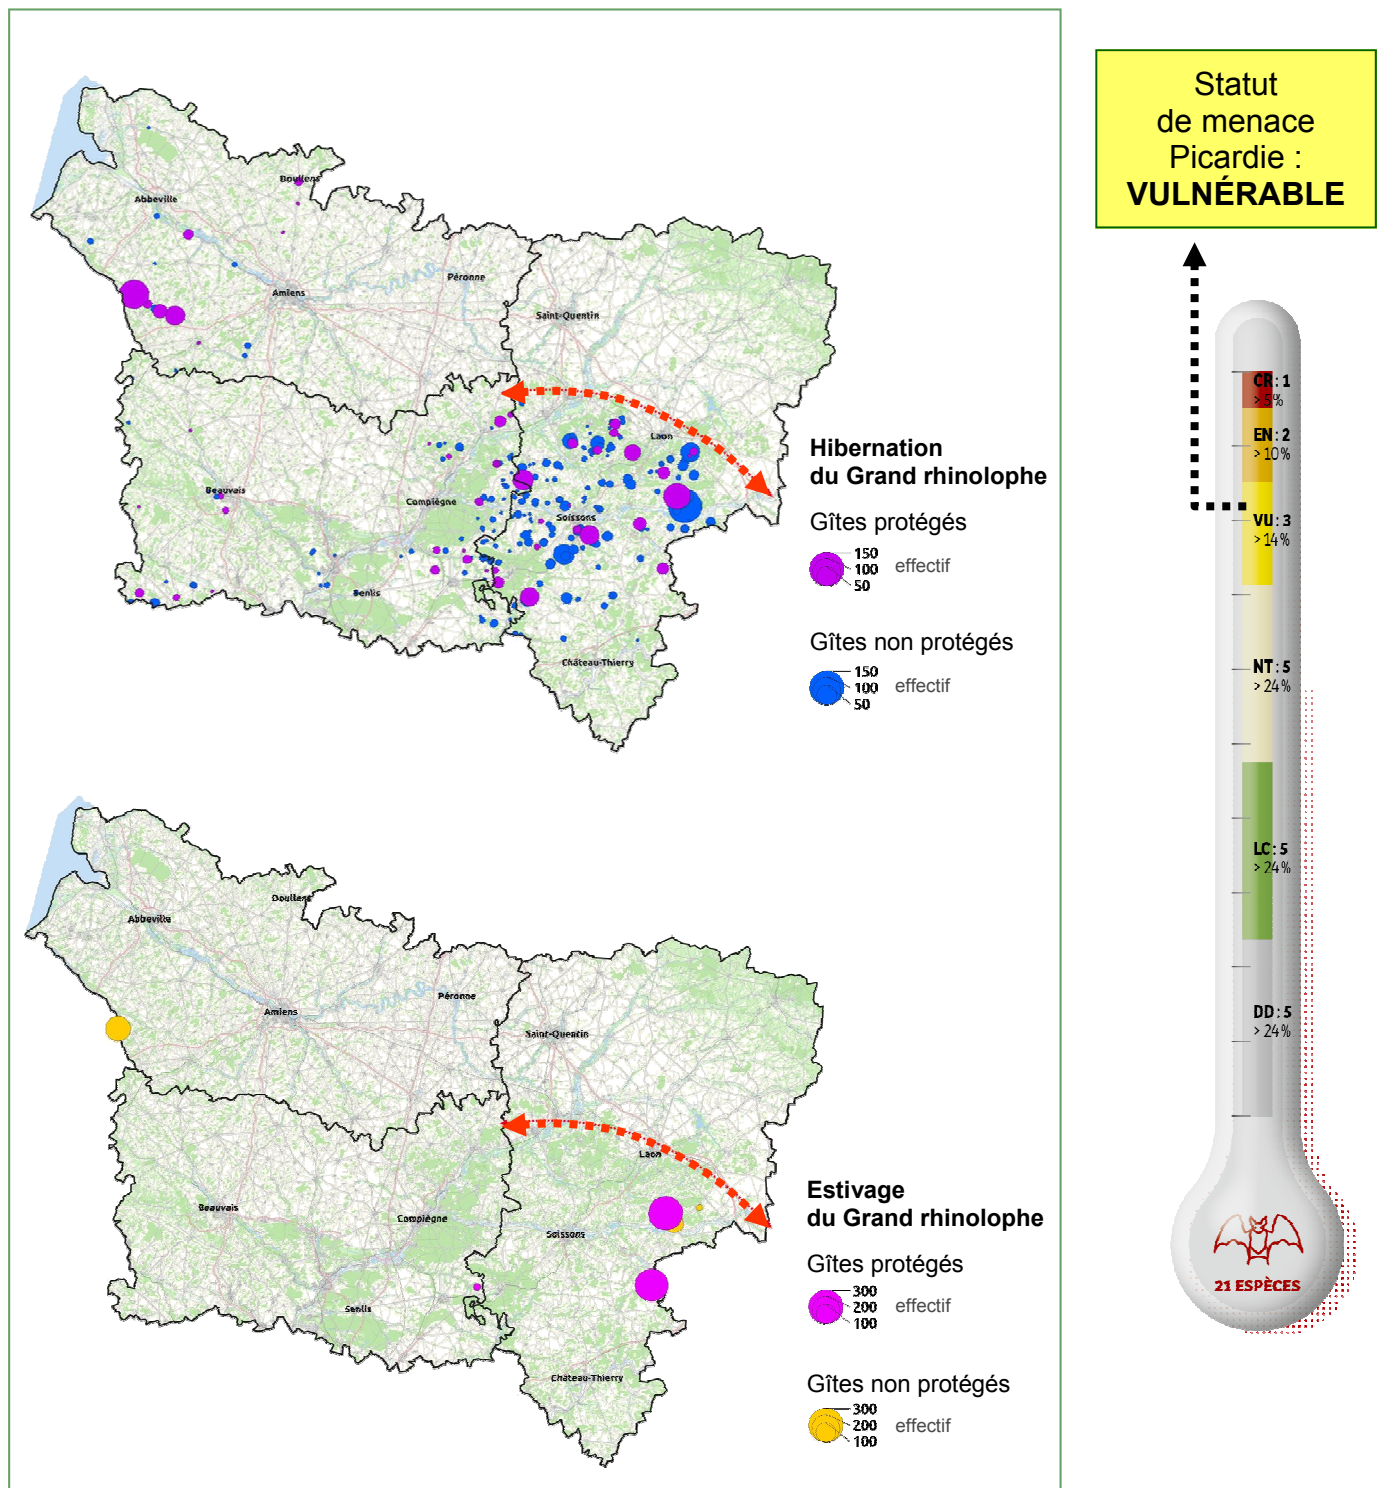 Statut
de menace
Picardie :
VULNÉRABLE
Doullens
Abbeville
Péronne
Amiens
Saint-Quentin
Laon
Beauvais
Compiègne
Soissons
Senlis
Château-Thierry
Hibernation
du Grand rhinolophe
Gîtes protégés
150
100 effectif
50
Gîtes non protégés
150
100 effectif
50
CR: 1
> 5%
EN: 2
> 10%
VU: 3
> 14%
NT: 5
> 24%
LC: 5
> 24%
DD: 5
> 24%
21 ESPÈCES
Doullens
Abbeville
Péronne
Amiens
Saint-Quentin
Laon
Beauvais
Compiègne
Soissons
Senlis
Château-Thierry
Estivage
du Grand rhinolophe
Gîtes protégés
300
200 effectif
100
Gîtes non protégés
300
200 effectif
100